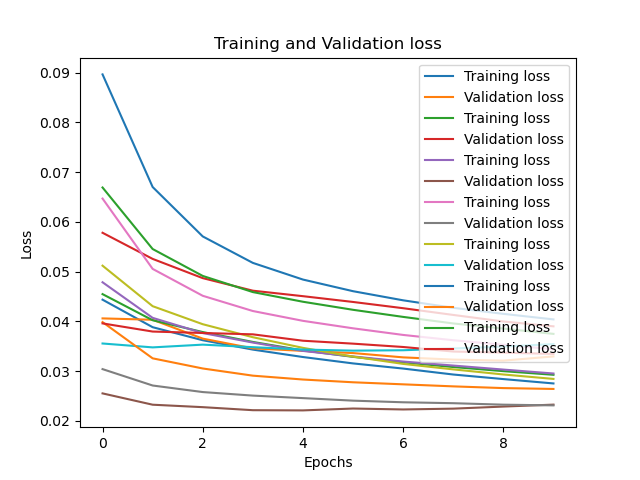 Training and Validation loss
Loss
0.09
0.08
0.07
0.06
0.05
0.04
0.03
0.02
Training loss
Validation loss
Training loss
Validation loss
Training loss
Validation loss
Training loss
Validation loss
Training loss
Validation loss
Training loss
Validation loss
Training loss
Validation loss
0 2 4 6 8
Epochs